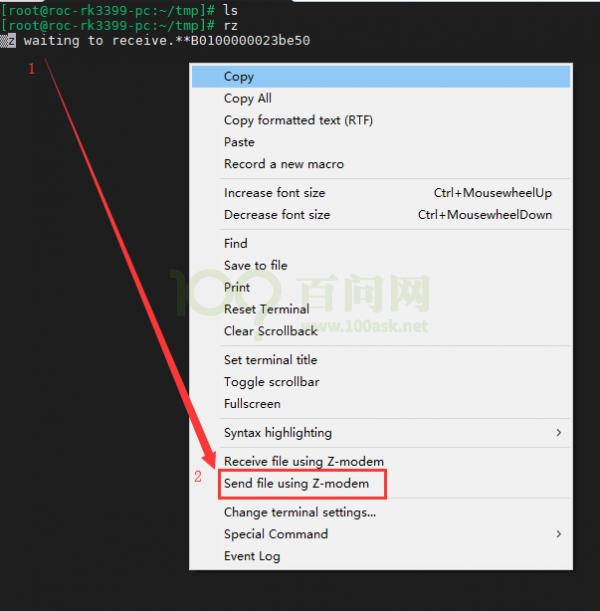 [root@roc-rk3399-pc:~/tmp]# ls
[root@roc-rk3399-pc:~/tmp]# rz
z waiting to receive.**B0100000023be50
1
Copy
Copy All
Copy formatted text (RTF)
Paste
Record a new macro
Increase font size Ctrl+MousewheelUp
Decrease font size Ctrl+MousewheelDown
Find
Save to file
Print
Reset Terminal
Clear Scrollback
百问网
www.100ask.net
Set terminal title
Toggle scrollbar
Fullscreen
Syntax highlighting >
Receive file using Z-modem
2 Send file using Z-modem
Change terminal settings...
Special Command >
Event Log